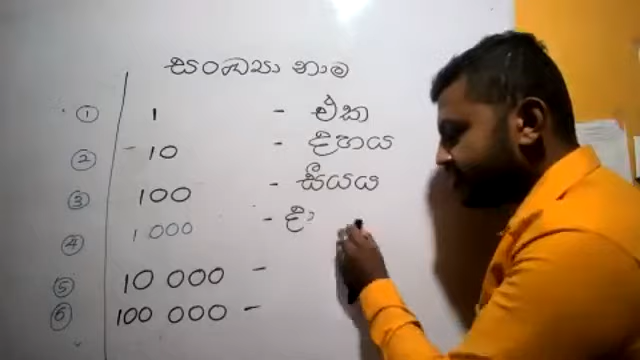 සංඛ්‍යා නාම
1 1 - එක
2 10 - දහය
3 100 - සීයය
4 1 000 - දා
5 10 000 -
6 100 000 -